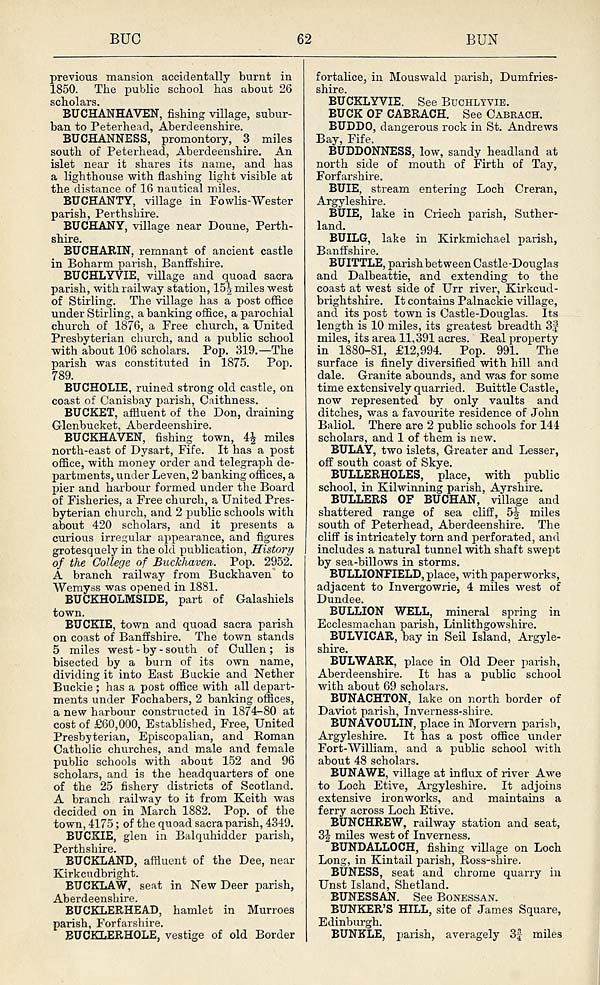 BUC 62 BUN
previous mansion accidentally burnt in
1850. The public school has about 26
scholars.
BUCHANHAVEN, fishing village, subur-
ban to Peterhead, Aberdeenshire.
BUCHANNESS, promontory, 3 miles
south of Peterhead, Aberdeenshire. An
islet near it shares its name, and has
a lighthouse with flashing light visible at
the distance of 16 nautical miles.
BUCHANTY, village in Fowlis-Wester
parish, Perthshire.
BUCHANY, village near Doune, Perth-
shire.
BUCHARIN, remnant of ancient castle
in Boharm parish, Banffshire.
BUCHLYVIE, village and quoad sacra
parish, with railway station, 15½ miles west
of Stirling. The village has a post office
under Stirling, a banking office, a parochial
church of 1876, a Free church, a United
Presbyterian church, and a public school
with about 106 scholars. Pop. 319.—The
parish was constituted in 1875. Pop.
789.
BUCHOLIE, ruined strong old castle, on
coast of Canisbay parish, Caithness.
BUCKET, affluent of the Don, draining
Glenbucket, Aberdeenshire.
BUCKHAVEN, fishing town, 4½ miles
north-east of Dysart, Fife. It has a post
office, with money order and telegraph de-
partments, under Leven, 2 banking offices, a
pier and harbour formed under the Board
of Fisheries, a Free church, a United Pres-
byterian church, and 2 public schools with
about 420 scholars, and it presents a
curious irregular appearance, and figures
grotesquely in the old publication, History
of the College of Buckhaven. Pop. 2952.
A branch railway from Buckhaven to
Wemyss was opened in 1881.
BUCKHOLMSIDE, part of Galashiels
town.
BUCKIE, town and quoad sacra parish
on coast of Banffshire. The town stands
5 miles west-by-south of Cullen; is
bisected by a burn of its own name,
dividing it into East Buckie and Nether
Buckie; has a post office with all depart-
ments under Fochabers, 2 banking offices,
a new harbour constructed in 1874-80 at
cost of £60,000, Established, Free, United
Presbyterian, Episcopalian, and Roman
Catholic churches, and male and female
public schools with about 152 and 96
scholars, and is the headquarters of one
of the 25 fishery districts of Scotland.
A branch railway to it from Keith was
decided on in March 1882. Pop. of the
town, 4175; of the quoad sacra parish, 4349.
BUCKIE, glen in Balquhidder parish,
Perthshire.
BUCKLAND, affluent of the Dee, near
Kirkcudbright.
BUCKLAW, seat in New Deer parish,
Aberdeenshire.
BUCKLERHEAD, hamlet in Murroes
parish, Forfarshire.
BUCKLERHOLE, vestige of old Border
fortalice, in Mouswald parish, Dumfries-
shire.
BUCKLYVIE. See BUCHLYVIE.
BUCK OF CABRACH. See CABRACH.
BUDDO, dangerous rock in St. Andrews
Bay, Fife.
BUDDONNESS, low, sandy headland at
north side of mouth of Firth of Tay,
Forfarshire.
BUIE, stream entering Loch Creran,
Argyleshire.
BUIE, lake in Criech parish, Suther-
land.
BUILG, lake in Kirkmichael parish,
Banffshire.
BUITTLE, parish between Castle-Douglas
and Dalbeattie, and extending to the
coast at west side of Urr river, Kirkcud-
brightshire. It contains Palnackie village,
and its post town is Castle-Douglas. Its
length is 10 miles, its greatest breadth 3¾
miles, its area 11,391 acres. Real property
in 1880-81, £12,994. Pop. 991. The
surface is finely diversified with hill and
dale. Granite abounds, and was for some
time extensively quarried. Buittle Castle,
now represented by only vaults and
ditches, was a favourite residence of John
Baliol. There are 2 public schools for 144
scholars, and 1 of them is new.
BULAY, two islets, Greater and Lesser,
off south coast of Skye.
BULLERHOLES, place, with public
school, in Kilwinning parish, Ayrshire.
BULLERS OF BUCHAN, village and
shattered range of sea cliff, 5½ miles
south of Peterhead, Aberdeenshire. The
cliff is intricately torn and perforated, and
includes a natural tunnel with shaft swept
by sea-billows in storms.
BULLIONFIELD, place, with paperworks,
adjacent to Invergowrie, 4 miles west of
Dundee.
BULLION WELL, mineral spring in
Ecclesmachan parish, Linlithgowshire.
BULVICAR, bay in Seil Island, Argyle-
shire.
BULWARK, place in Old Deer parish,
Aberdeenshire. It has a public school
with about 69 scholars.
BUNACHTON, lake on north border of
Daviot parish, Inverness-shire.
BUNAVOULIN, place in Morvern parish,
Argyleshire. It has a post office under
Fort-William, and a public school with
about 48 scholars.
BUNAWE, village at influx of river Awe
to Loch Etive, Argyleshire. It adjoins
extensive ironworks, and maintains a
ferry across Loch Etive.
BUNCHREW, railway station and seat,
3½ miles west of Inverness.
BUNDALLOCH, fishing village on Loch
Long, in Kintail parish, Ross-shire.
BUNESS, seat and chrome quarry in
Unst Island, Shetland.
BUNESSAN. See BONESSAN.
BUNKER'S HILL, site of James Square,
Edinburgh.
BUNKLE, parish, averagely 3¾ miles